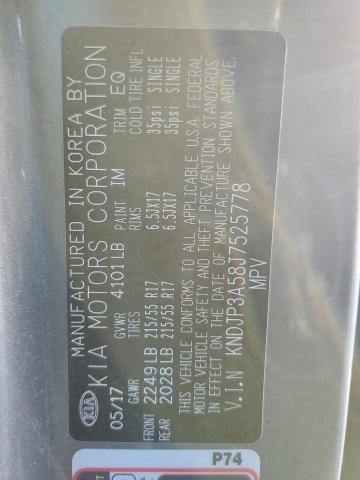 MANUFACTURED IN KOREA BY
KIA KIA MOTORS CORPORATION
05/17 GVWR 4101LB PAINT IM TRIM EQ
GAWR TIRES COLD TIRE INFL
FRONT 2249LB 215/55 R17 6.5JX17 35psi SINGLE
REAR 2028LB 215/55 R17 6.5JX17 35psi SINGLE
THIS VEHICLE CONFORMS TO ALL APPLICABLE U.S.A. FEDERAL
MOTOR VEHICLE SAFETY AND THEFT PREVENTION STANDARDS
IN EFFECT ON THE DATE OF MANUFACTURE SHOWN ABOVE.
V.I.N KNDJP3A58J7525778
MPV
P74